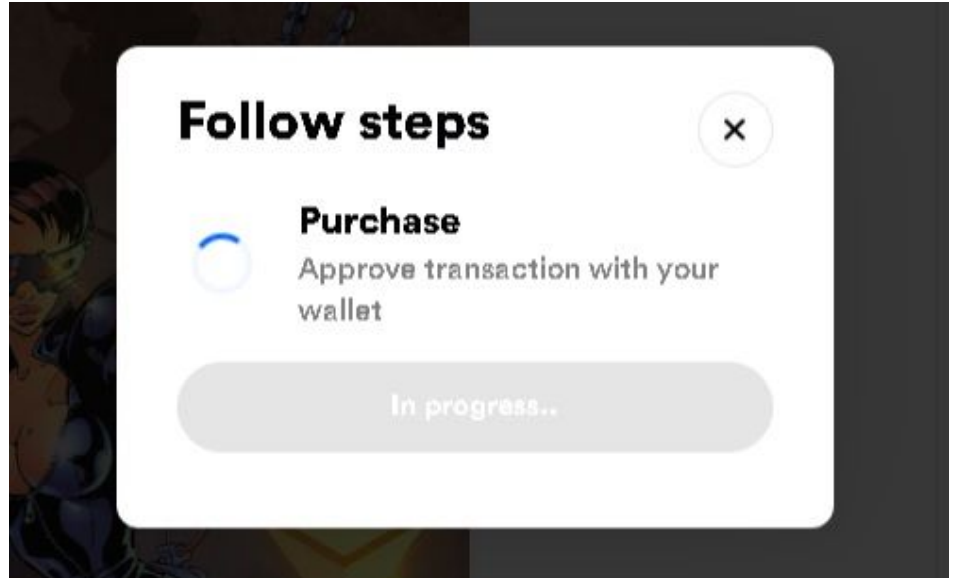 Follow steps
Purchase
Approve transaction with your
wallet
In progress..